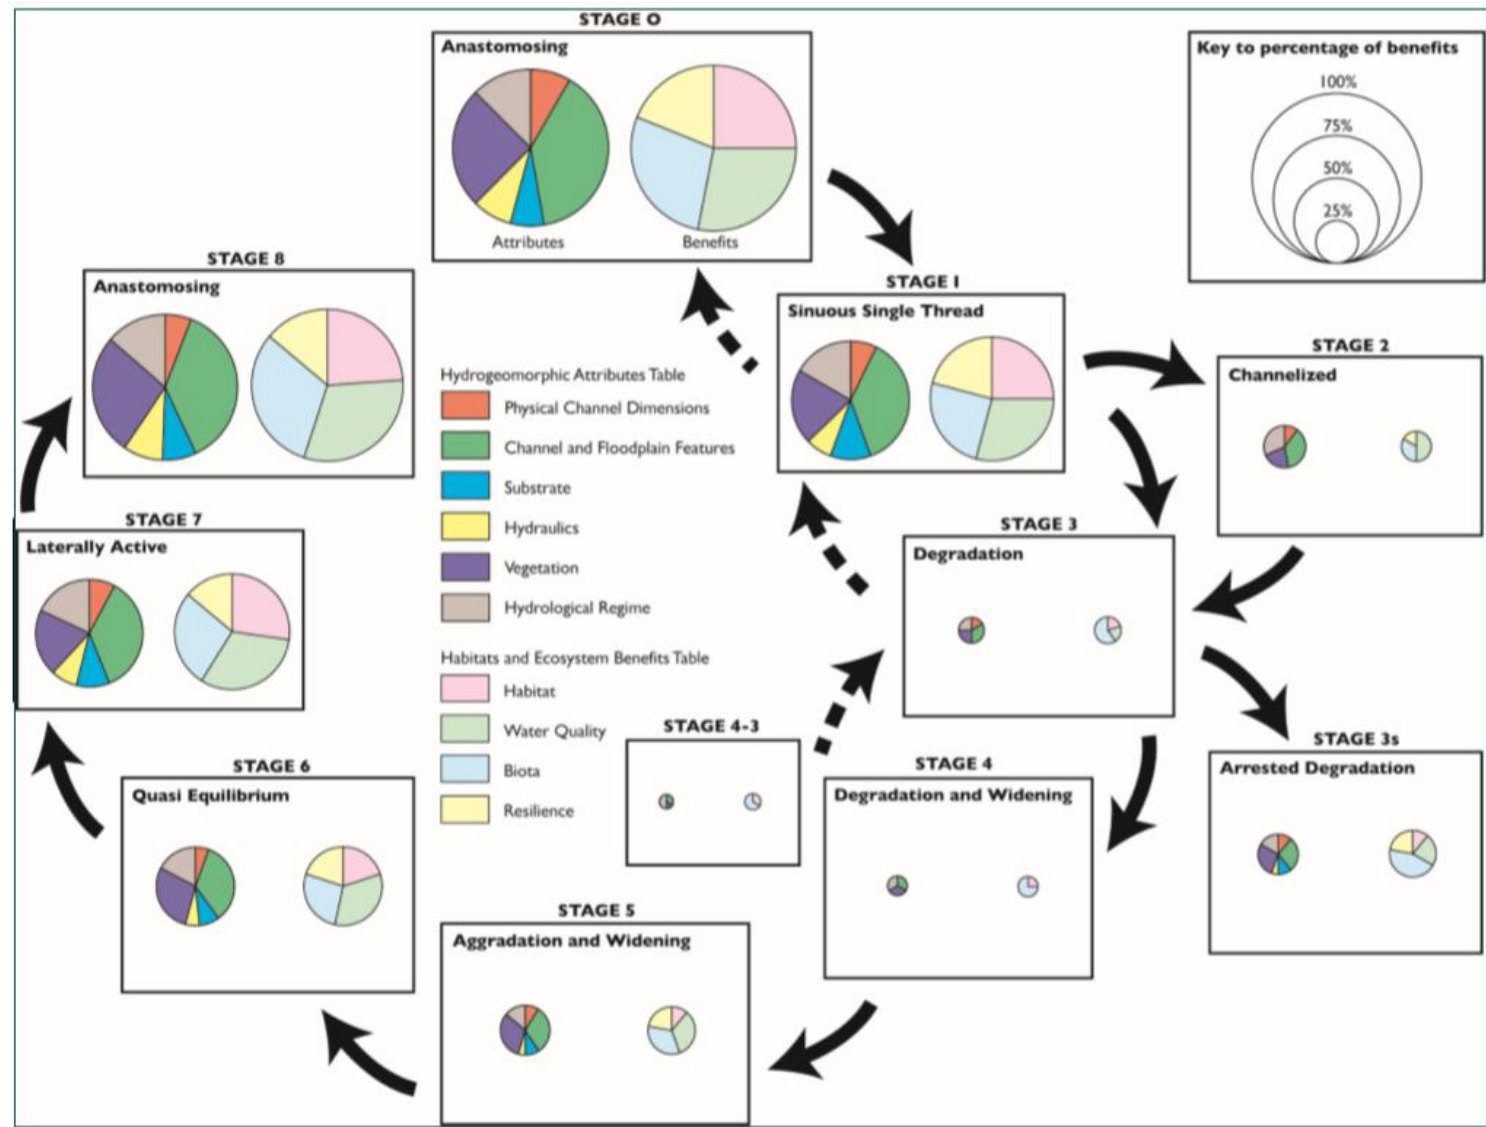 STAGE O
Anastomosing
Attributes
Benefits
Key to percentage of benefits
100%
75%
50%
25%
STAGE 8
Anastomosing
STAGE I
Sinuous Single Thread
STAGE 2
Channelized
Hydrogeomorphic Attributes Table
Physical Channel Dimensions
Channel and Floodplain Features
Substrate
Hydraulics
Vegetation
Hydrological Regime
Habitats and Ecosystem Benefits Table
Habitat
Water Quality
Biota
Resilience
STAGE 7
Laterally Active
STAGE 3
Degradation
STAGE 4-3
STAGE 3s
Arrested Degradation
STAGE 4
Degradation and Widening
STAGE 6
Quasi Equilibrium
STAGE 5
Aggradation and Widening